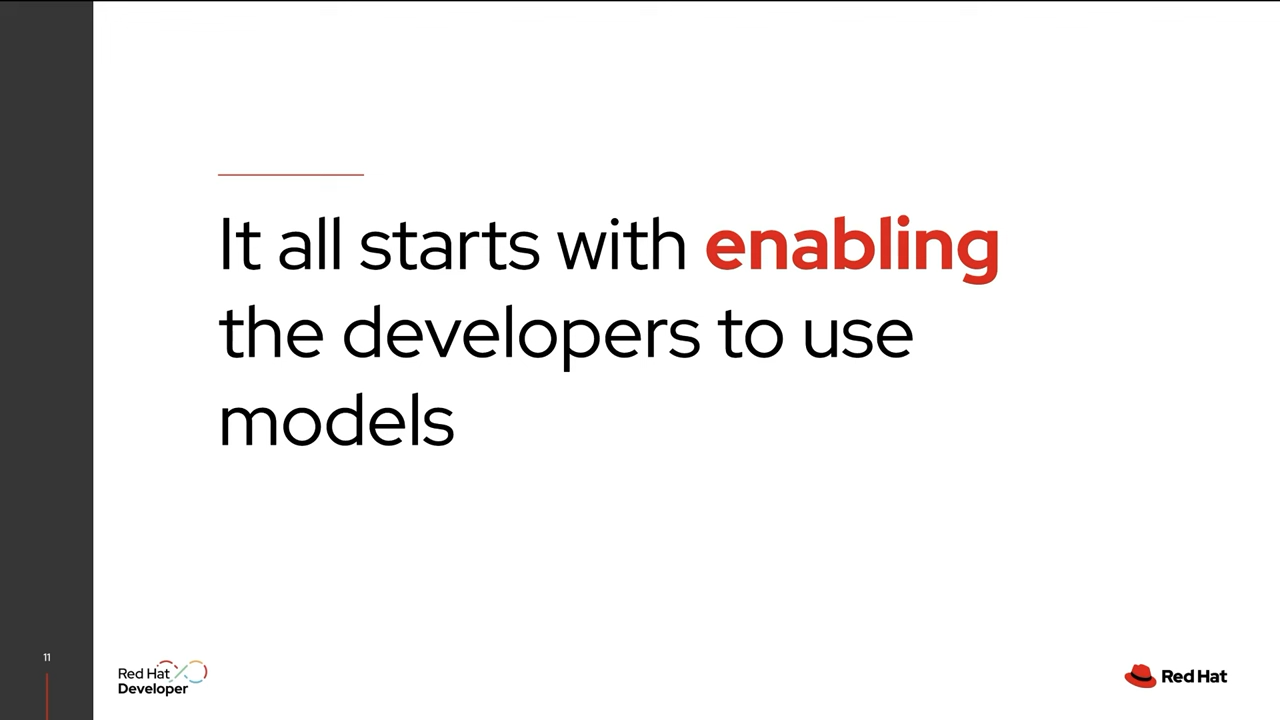 It all starts with enabling
the developers to use
models
11
Red Hat
Developer
Red Hat